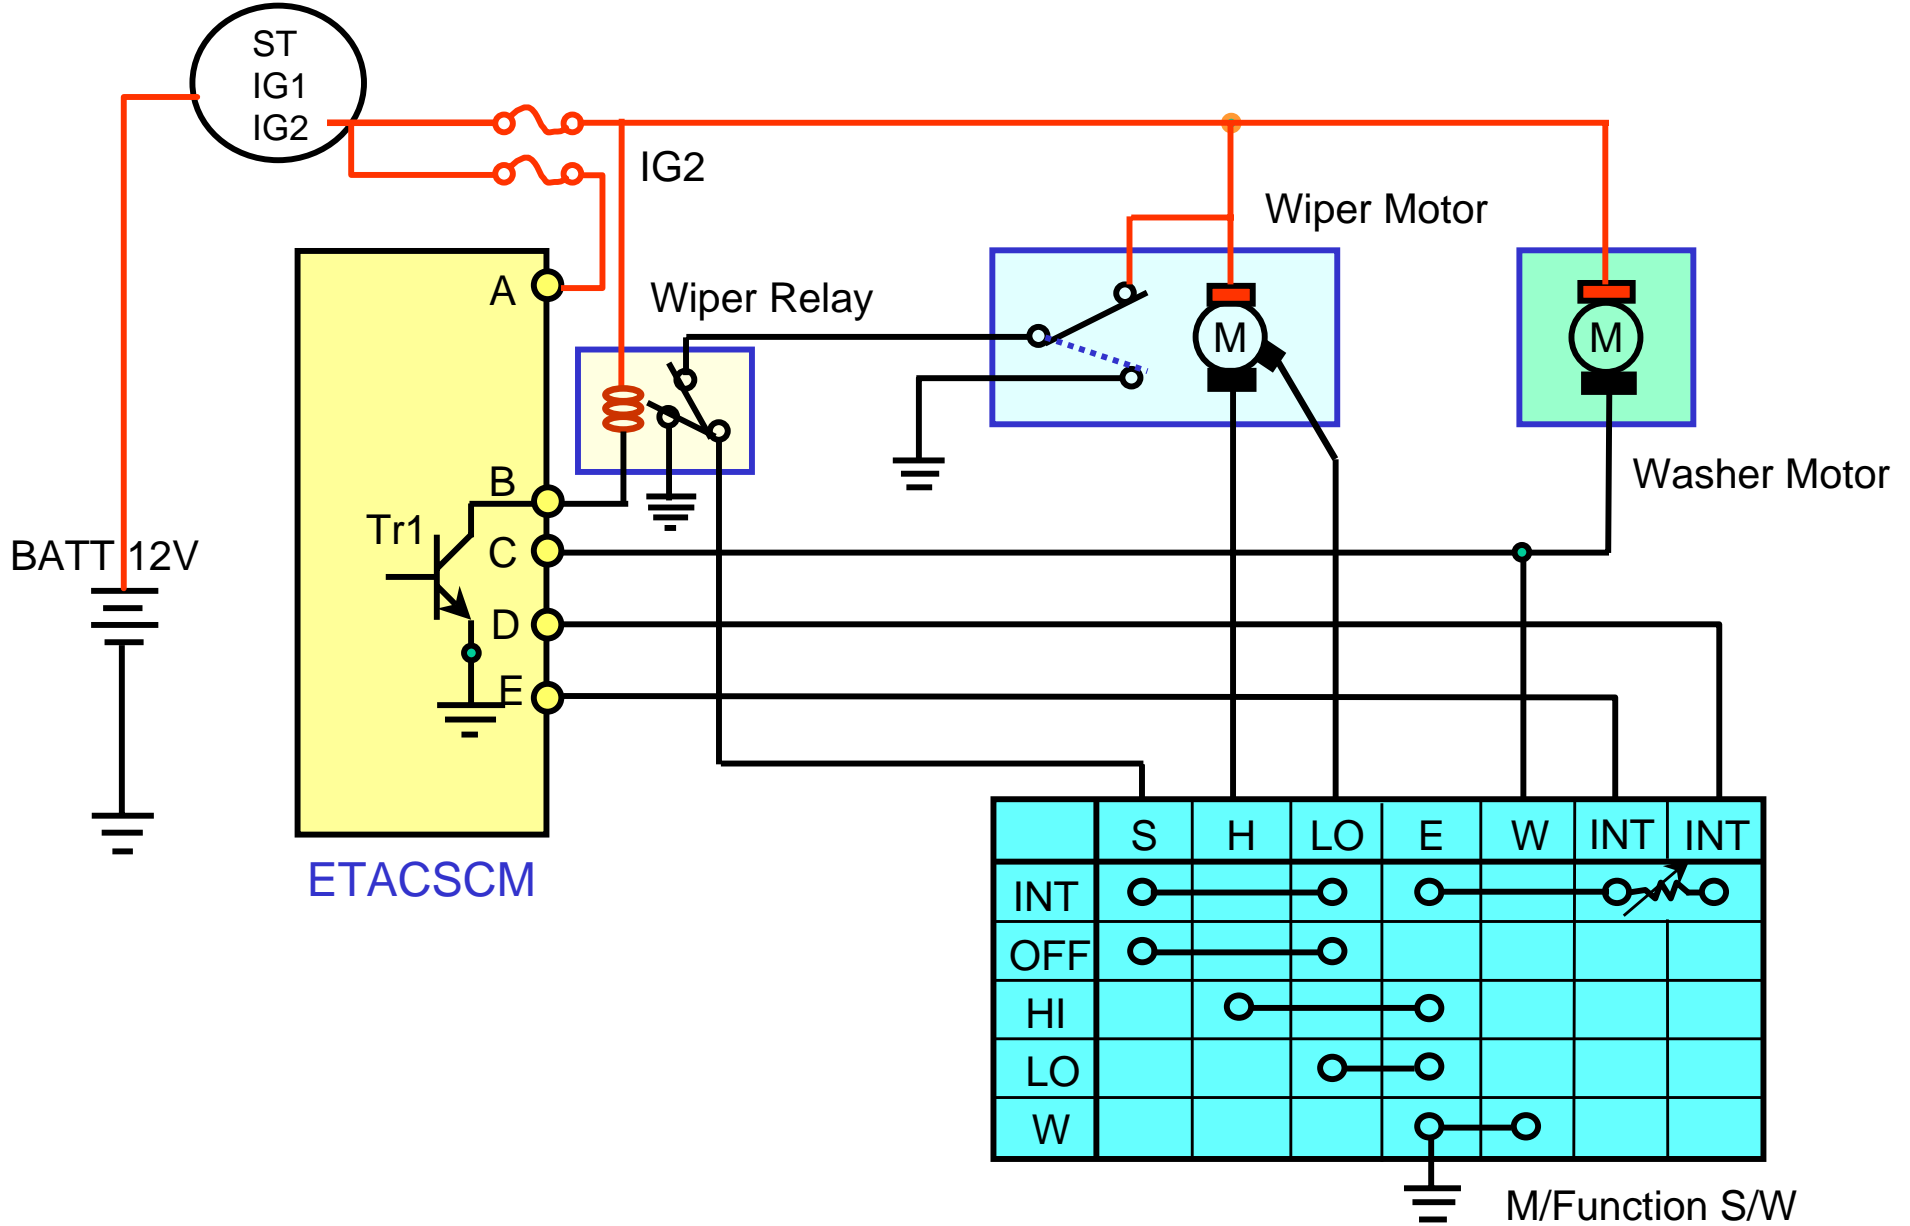 ST
IG1
IG2
IG2
Wiper Motor
A
Wiper Relay
M
M
Washer Motor
B
Tr1
C
BATT 12V
D
E
S H LO E W INT INT
ETACSCM
INT
OFF
HI
LO
W
M/Function S/W